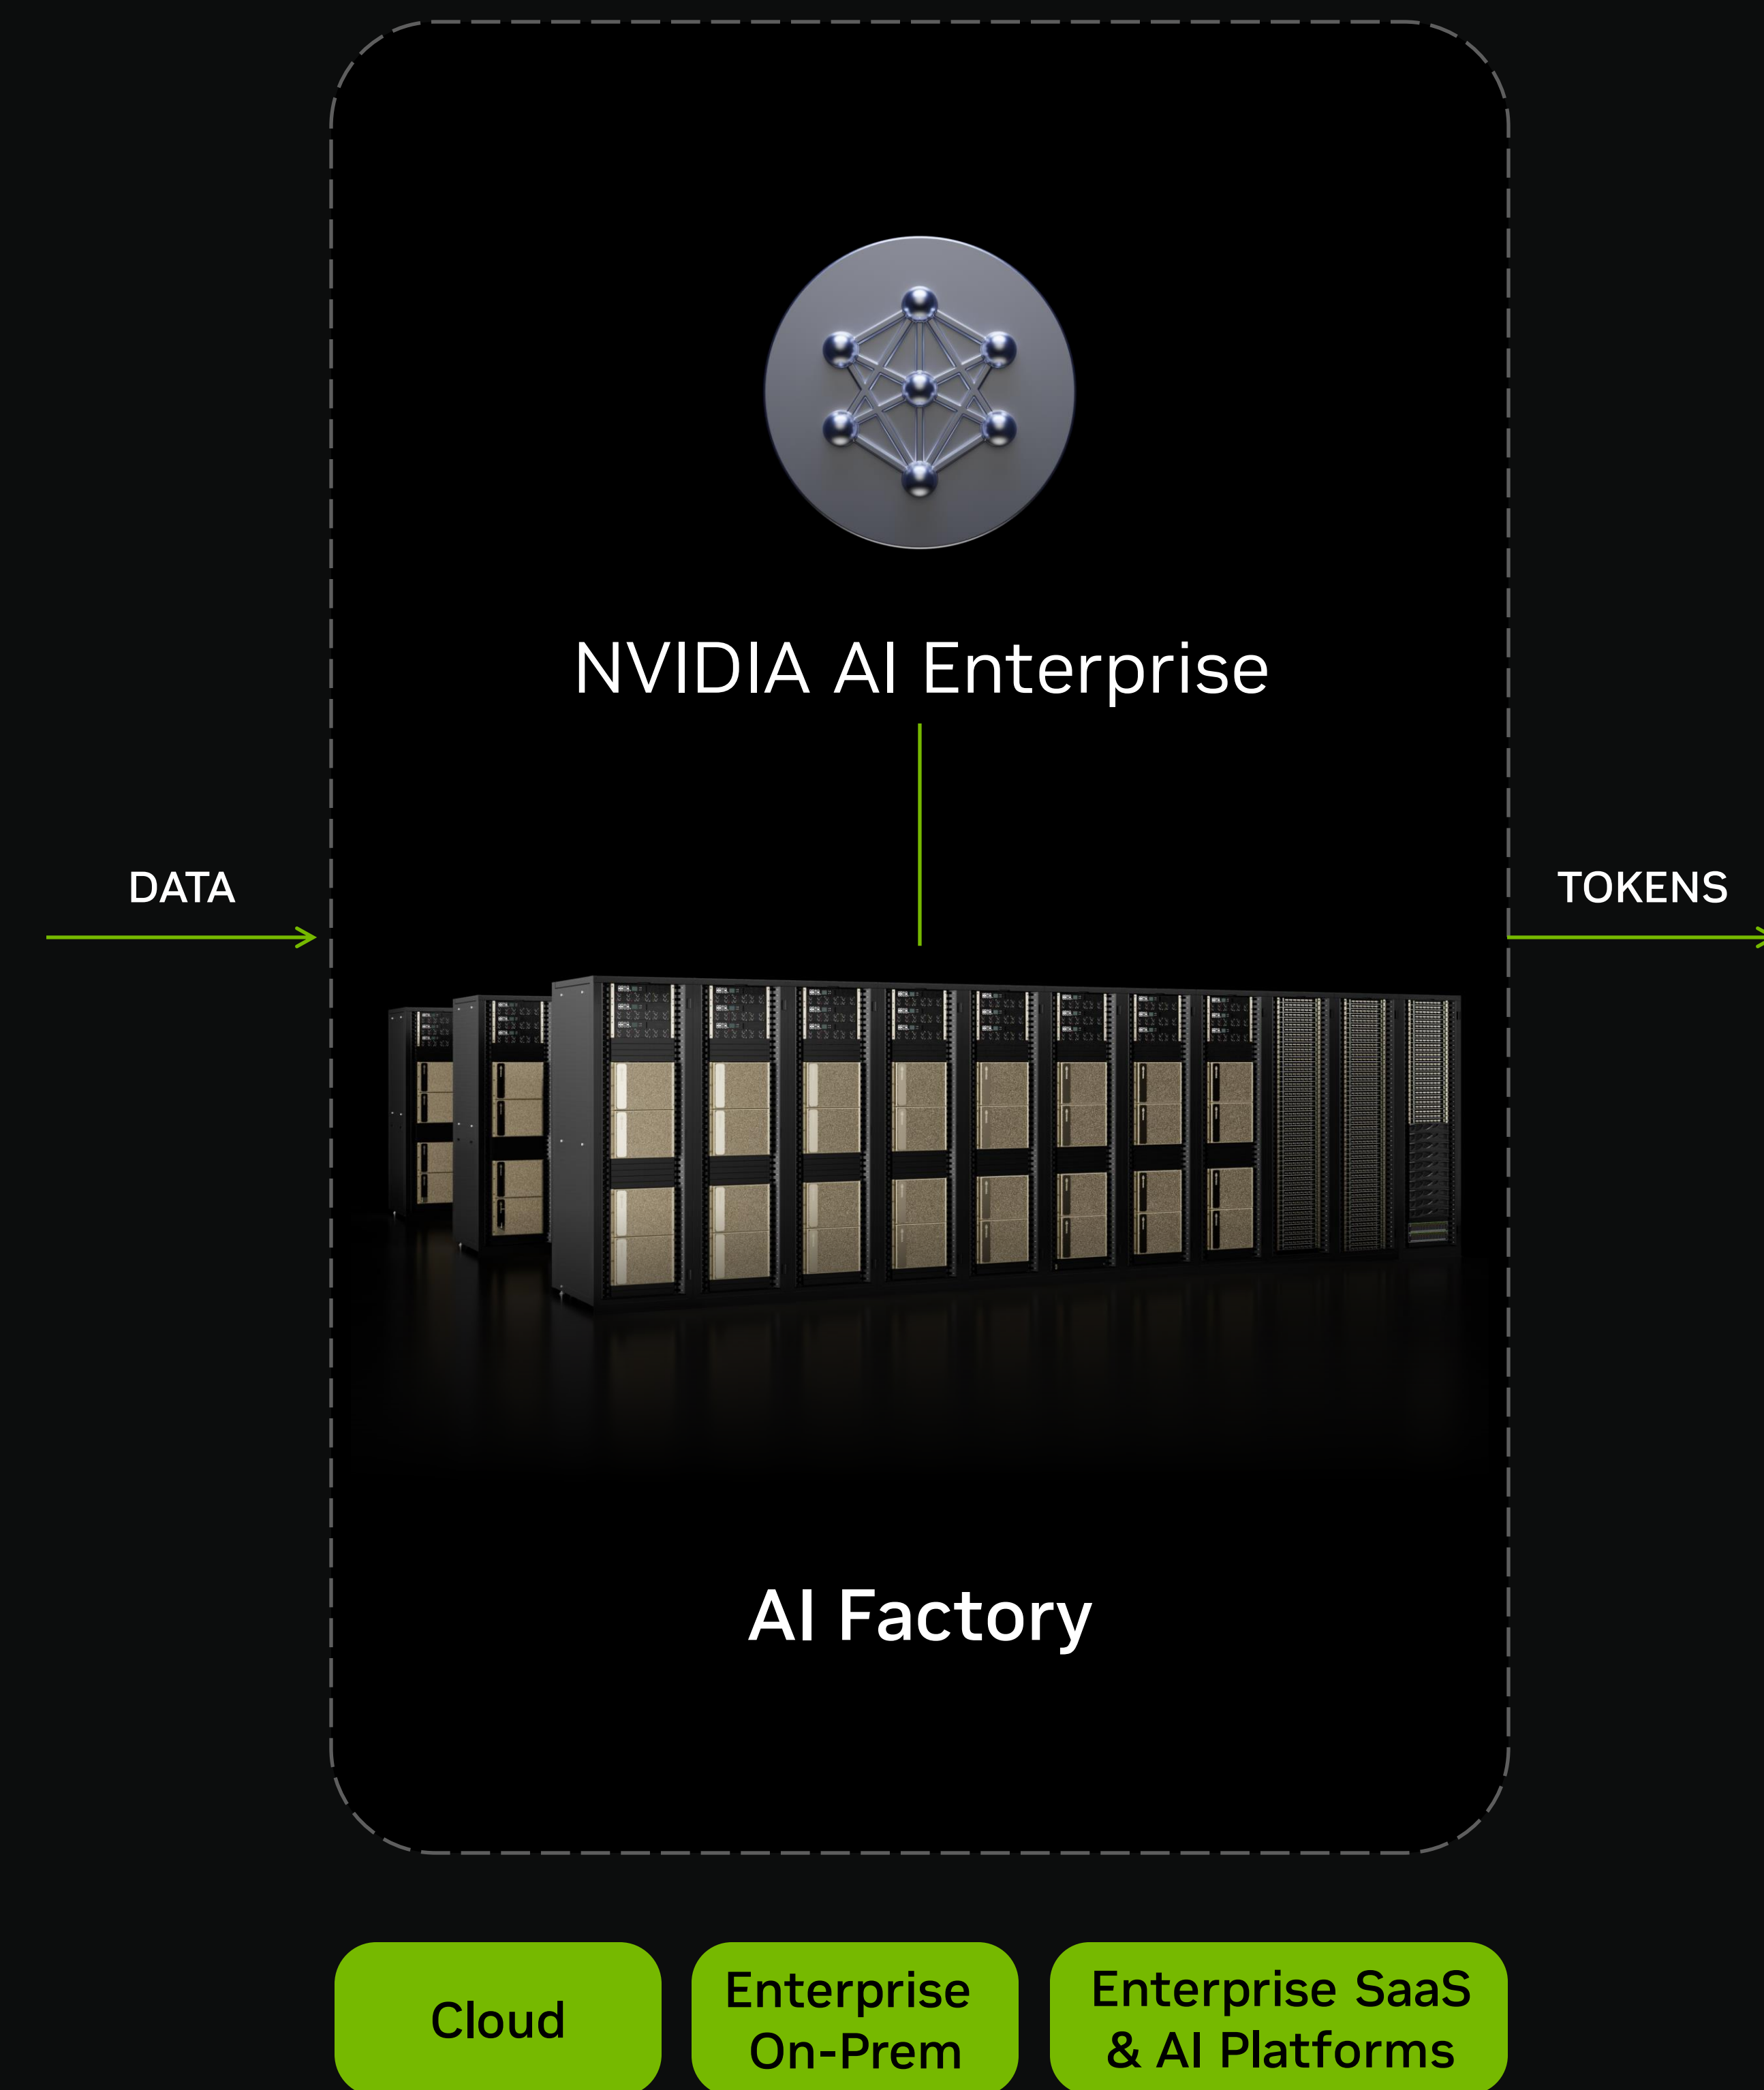 NVIDIA AI Enterprise
DATA
TOKENS
AI Factory
Cloud
Enterprise
On-Prem
Enterprise SaaS
& AI Platforms